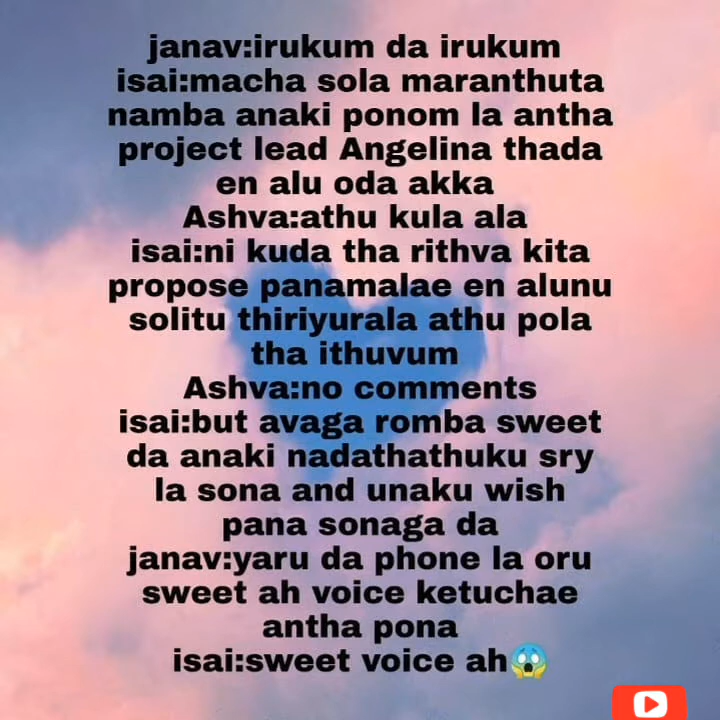 janav:irukum da irukum
isai:macha sola maranthuta
namba anaki ponom la antha
project lead Angelina thada
en alu oda akka
Ashva:athu kula ala
isai:ni kuda tha rithva kita
propose panamalae en alunu
solitu thiriyurala athu pola
tha ithuvum
Ashva:no comments
isai:but avaga romba sweet
da anaki nadathathuku sry
la sona and unaku wish
pana sonaga da
janav:yaru da phone la oru
sweet ah voice ketuchae
antha pona
isai:sweet voice ah😱